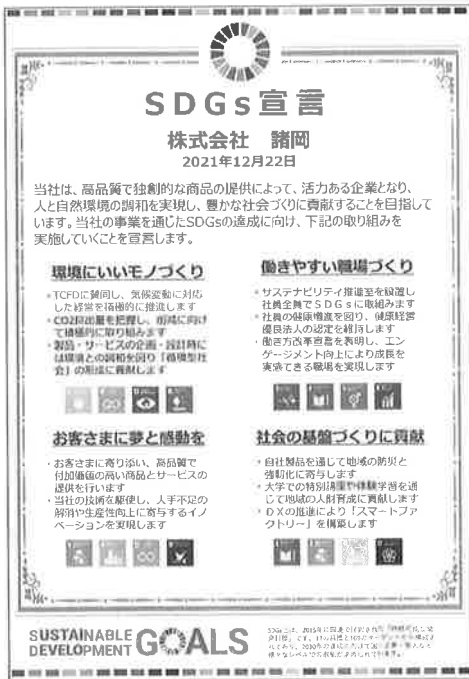 SDGs宣言
株式会社 諸岡
2021年12月22日
当社は、高品質で独創的な商品の提供によって、活力ある企業となり、
人と自然環境の調和を実現し、豊かな社会づくりに貢献することを目指して
います。当社の事業を通じたSDGsの達成に向け、下記の取り組みを
実施していくことを宣言します。
環境にいいモノづくり
・TCFDに賛同し、気候変動に対応
した経営を積極的に推進します
・CO2排出量を把握し、削減に向け
て積極的に取り組みます
・製品・サービスの企画・設計時に
は環境との調和を図り「循環型社
会」の形成に貢献します
働きやすい職場づくり
・サステナビリティ推進室を設置し
社員全員でSDGsに取組みます
・社員の健康増進を図り、健康経営
優良法人の認定を維持します
・働き方改革宣言を表明し、エン
ゲージメント向上により成長を
実感できる職場を実現します
お客さまに夢と感動を
・お客さまに寄り添い、高品質で
付加価値の高い商品とサービスの
提供を行います
・当社の技術を駆使し、人手不足の
解消や生産性向上に寄与するイノ
ベーションを実現します
社会の基盤づくりに貢献
・自社製品を通じて地域の防災と
強靭化に寄与します
・大学での特別講座や体験学習を通
じて地域の人財育成に貢献します
・DXの推進により「スマートファ
クトリー」を構築します
SUSTAINABLE
DEVELOPMENT
GOALS